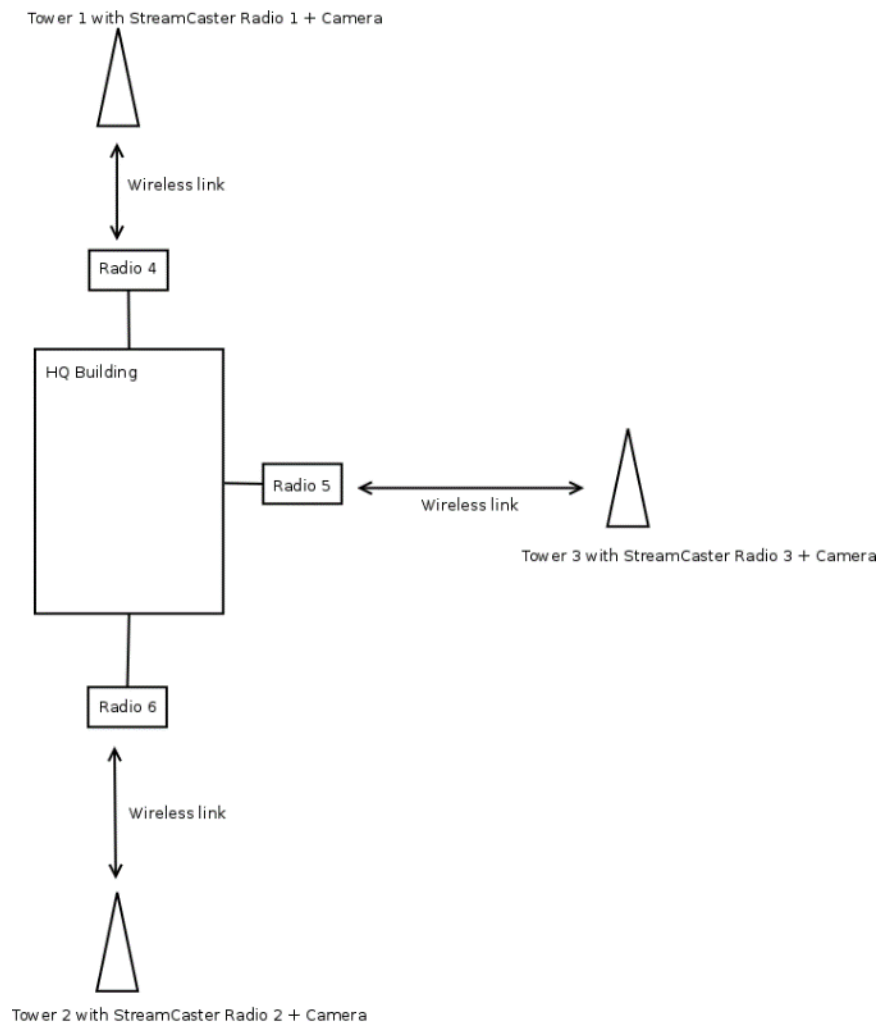 Tower 1 with StreamCaster Radio 1 + Camera
Wireless link
Radio 4
HQ Building
Radio 5
Wireless link
Tower 3 with StreamCaster Radio 3 + Camera
Radio 6
Wireless link
Tower 2 with StreamCaster Radio 2 + Camera